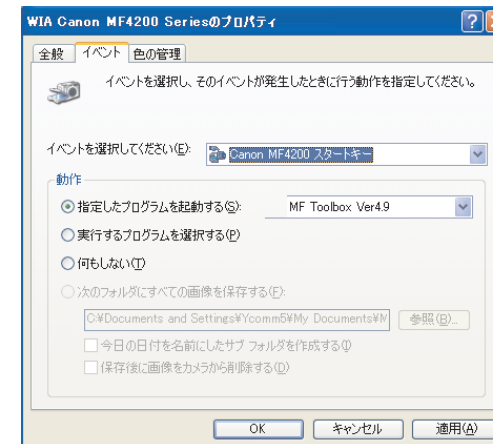 WIA Canon MF4200 Seriesのプロパティ
全般 イベント 色の管理
イベントを選択し、そのイベントが発生したときに行う動作を指定してください。
イベントを選択してください(E): Canon MF4200 スタートキー
動作
指定したプログラムを起動する(S): MF Toolbox Ver4.9
実行するプログラムを選択する(P)
何もしない(T)
次のフォルダにすべての画像を保存する(F):
C:¥Documents and Settings¥Ycomm5¥My Documents¥M 参照(B)...
今日の日付を名前にしたサブ フォルダを作成する(I)
保存後に画像をカメラから削除する(D)
OK キャンセル 適用(A)